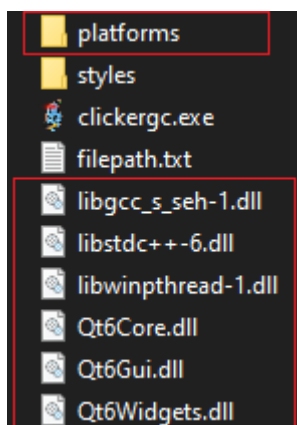 platforms
styles
clickergc.exe
filepath.txt
libgcc_s_seh-1.dll
libstdc++-6.dll
libwinpthread-1.dll
Qt6Core.dll
Qt6Gui.dll
Qt6Widgets.dll